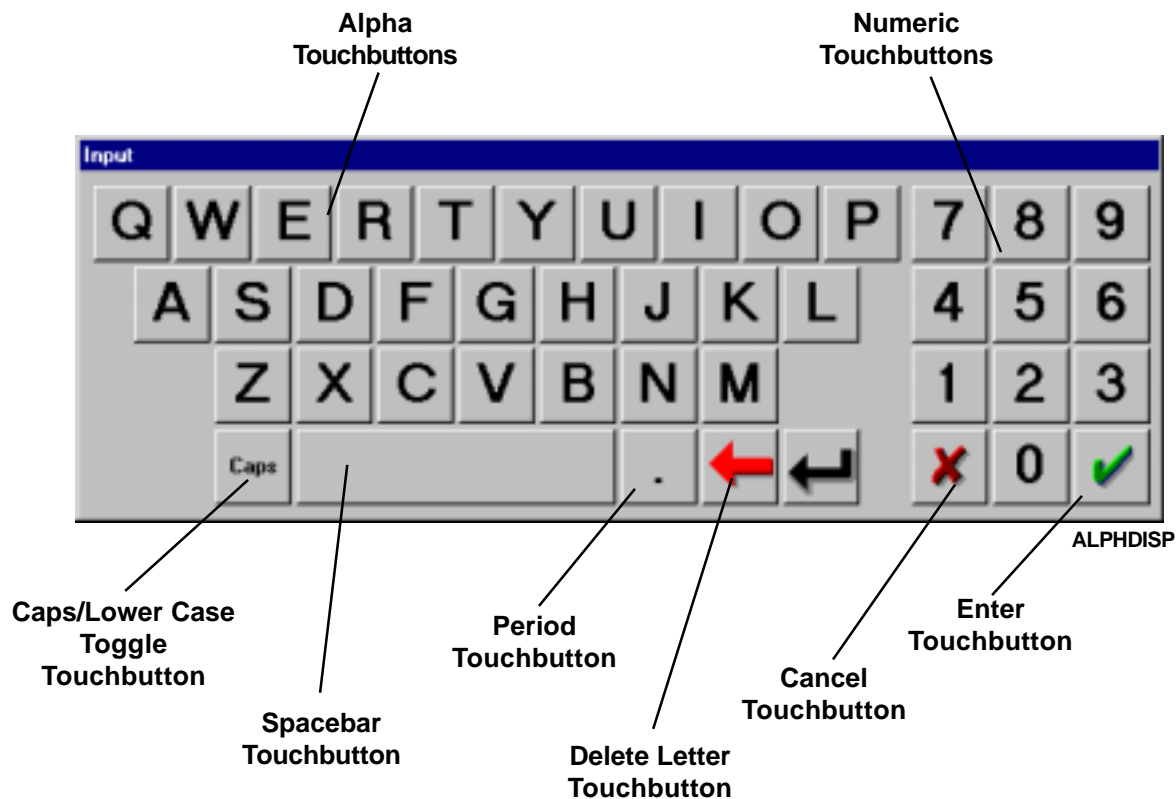 Alpha
Touchbuttons
Numeric
Touchbuttons
Input
Q W E R T Y U I O P 7 8 9
A S D F G H J K L 4 5 6
Z X C V B N M 1 2 3
Caps . 0
ALPHDISP
Caps/Lower Case
Toggle
Touchbutton
Spacebar
Touchbutton
Period
Touchbutton
Delete Letter
Touchbutton
Cancel
Touchbutton
Enter
Touchbutton